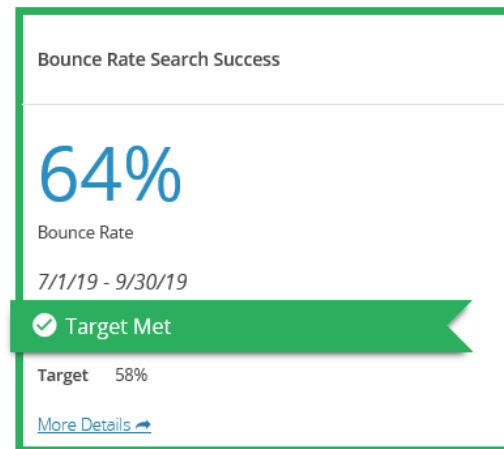 Bounce Rate Search Success
64%
Bounce Rate
7/1/19 - 9/30/19
Target Met
Target 58%
More Details